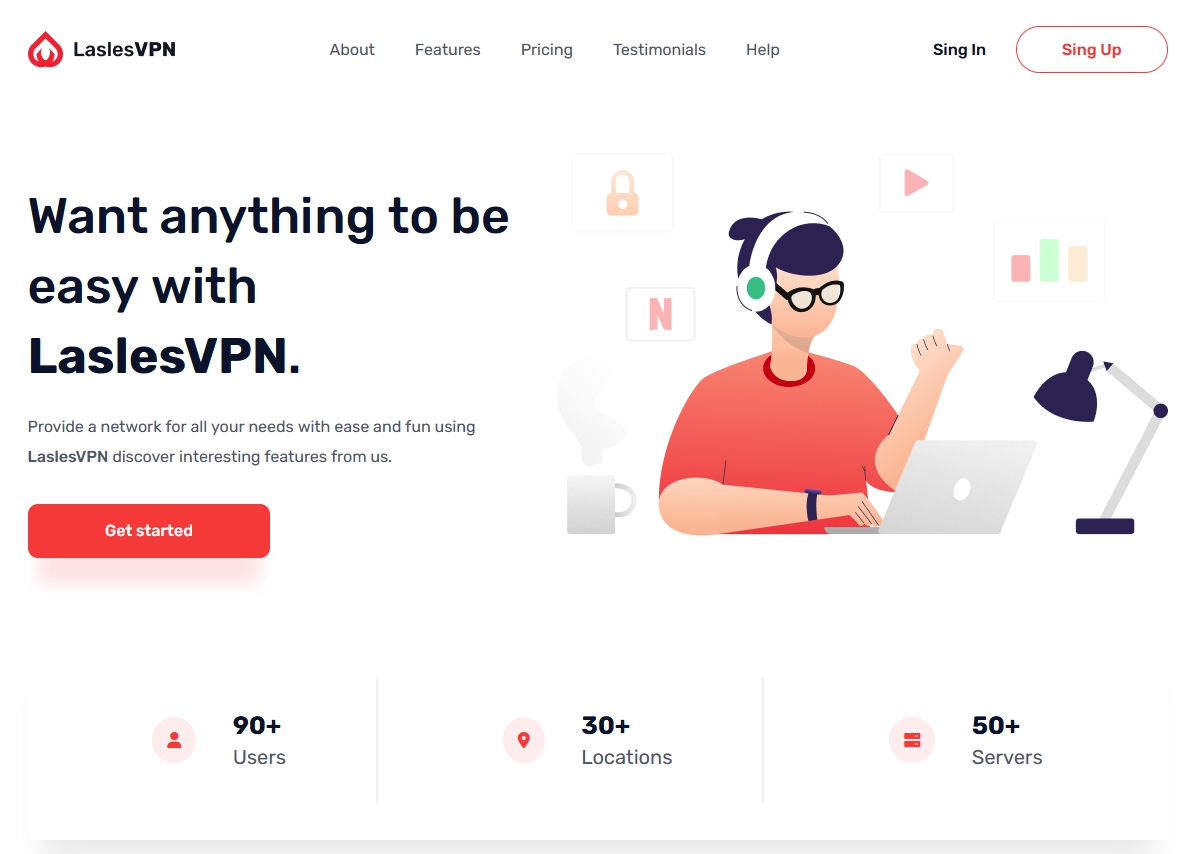 LaslesVPN
About
Features
Pricing
Testimonials
Help
Sing In
Sing Up
Want anything to be
easy with
LaslesVPN.
Provide a network for all your needs with ease and fun using
LaslesVPN discover interesting features from us.
Get started
N
90+
Users
30+
Locations
50+
Servers